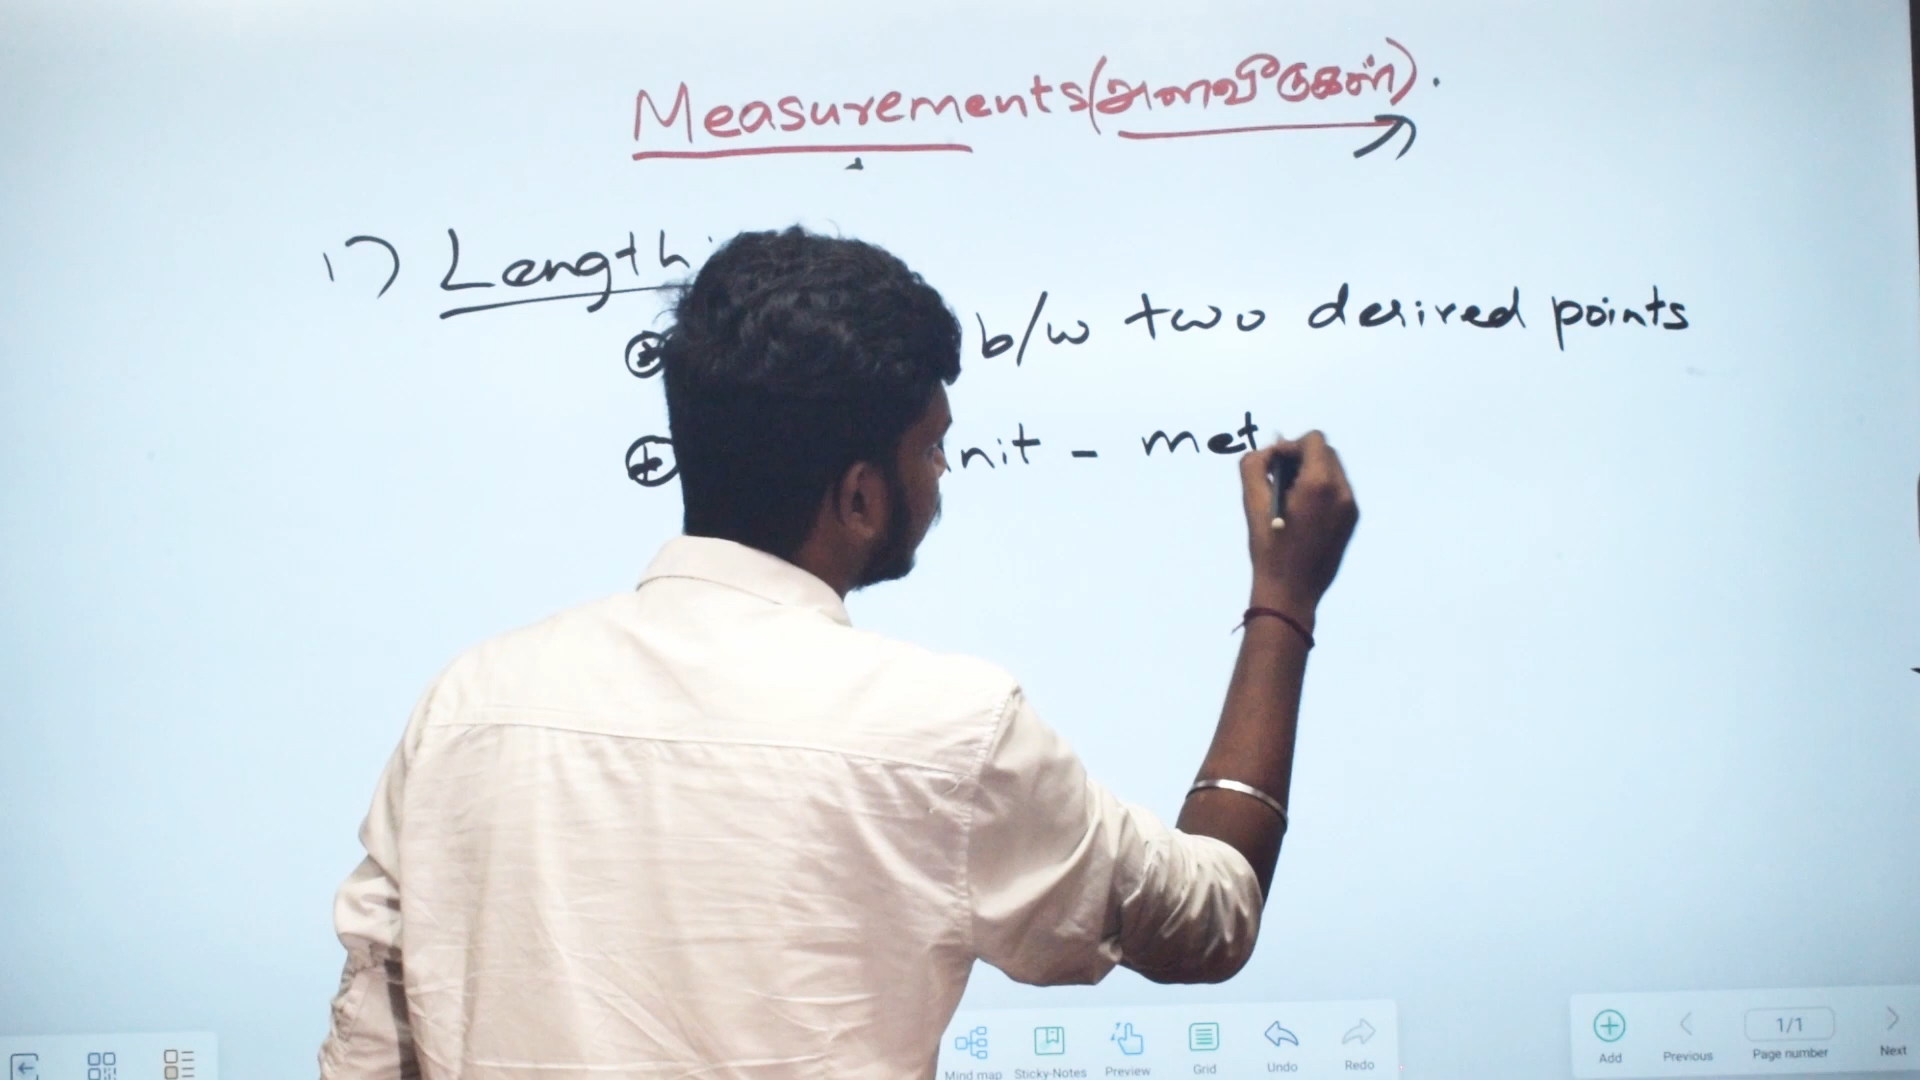 Measurements (அளவீடுகள்).
1) Length
b/w two desired points
nit - met
Mind map Sticky-Notes Preview Grid Undo Redo
Add Previous 1/1 Page number Next